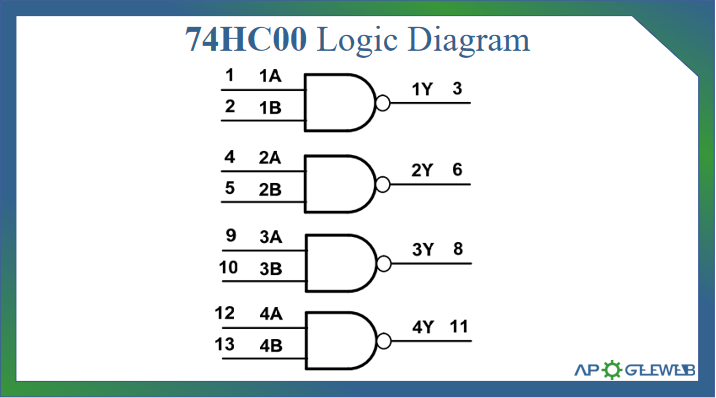 74HC00 Logic Diagram
1 1A
1Y 3
2 1B
4 2A
2Y 6
5 2B
9 3A
3Y 8
10 3B
12 4A
4Y 11
13 4B
APOGEEWEB